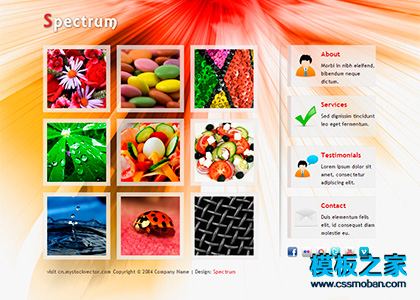 Spectrum
About
Morbi in nibh eleifend,
bibendum neque
dictum.
Services
Sed dignissim tincidunt
leo eget fermentum.
Testimonials
Lorem ipsum dolor sit
amet, consectetur
adipiscing elit.
Contact
Duis elementum felis
elit, id consequat diam
molestie eu.
visit cn.mystockvector.com Copyright © 2084 Company Name | Design: Spectrum
模板之家
www.cssmoban.com